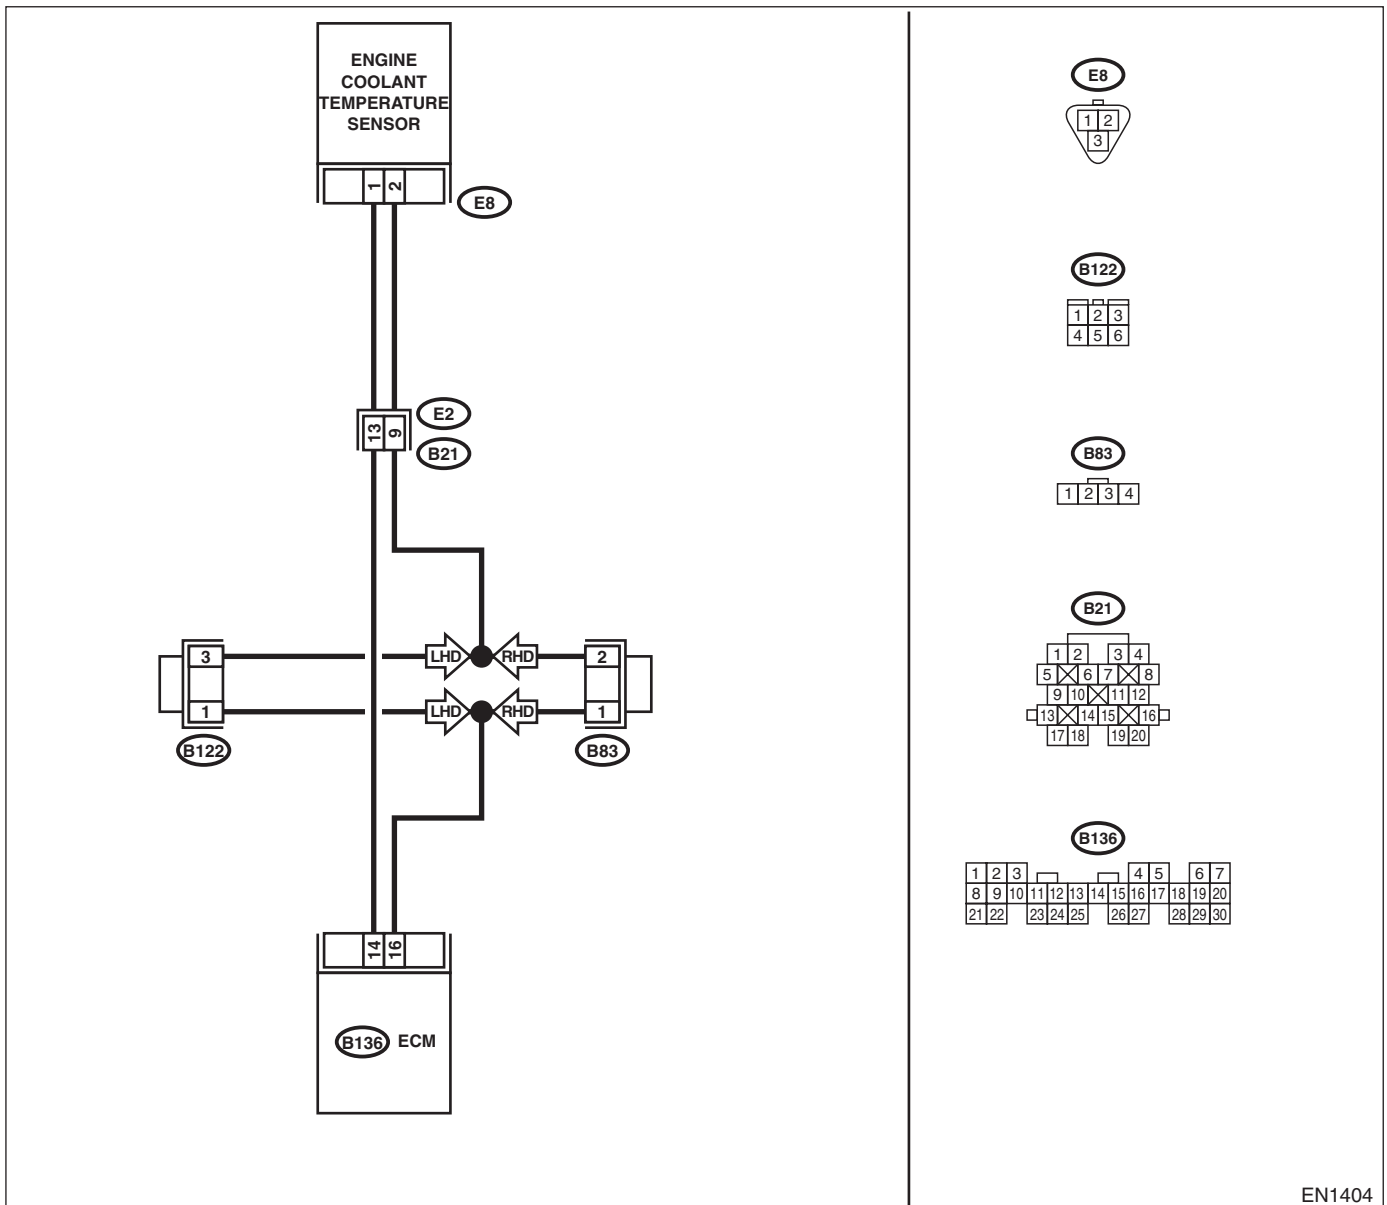 ENGINE
COOLANT
TEMPERATURE
SENSOR
1 2
E8
E2
13 9
B21
3 LHD RHD 2
1 LHD RHD 1
B122 B83
14 16
B136 ECM
E8
1 2
3
B122
1 2 3
4 5 6
B83
1 2 3 4
B21
1 2 3 4
5 6 7 8
9 10 11 12
13 14 15 16
17 18 19 20
B136
1 2 3 4 5 6 7
8 9 10 11 12 13 14 15 16 17 18 19 20
21 22 23 24 25 26 27 28 29 30
EN1404